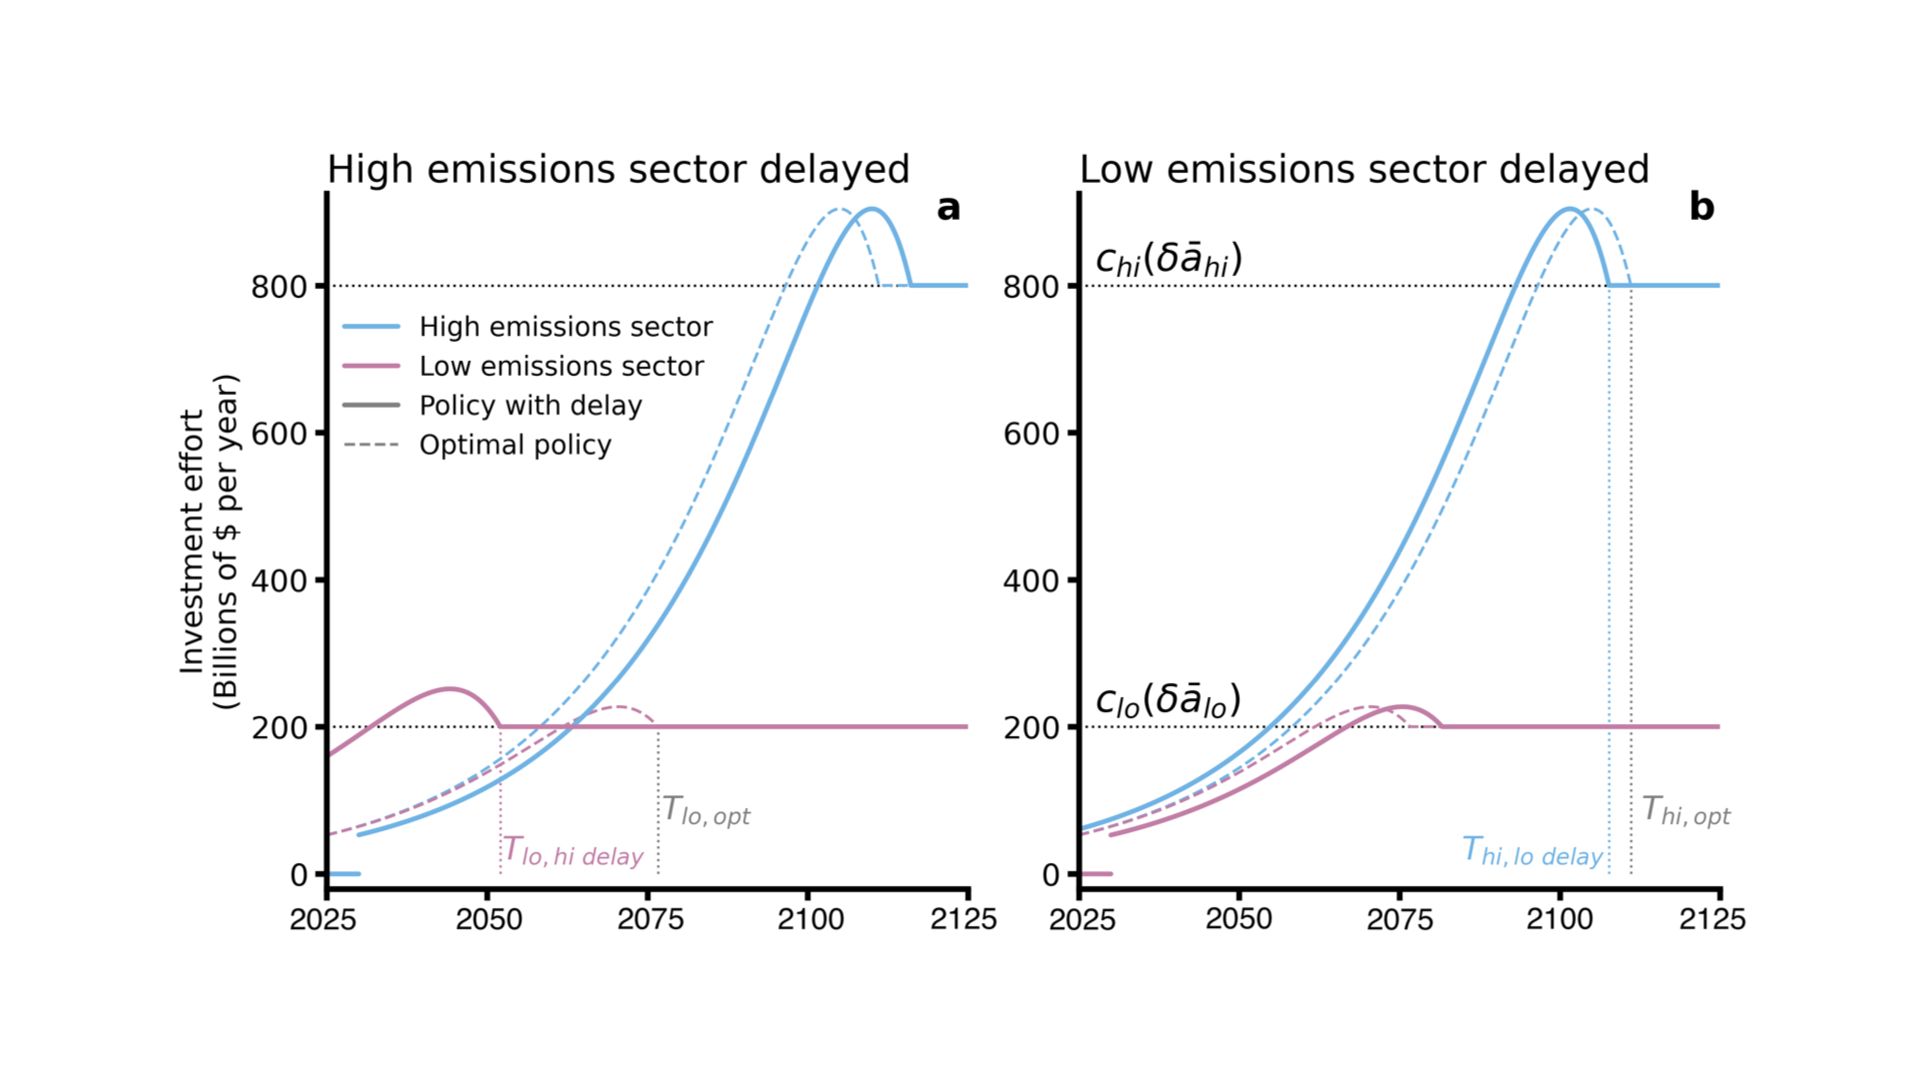 High emissions sector delayed
a
800
600
400
200
0
Investment effort
(Billions of $ per year)
High emissions sector
Low emissions sector
Policy with delay
Optimal policy
T_{lo, opt}
T_{lo, hi delay}
2025 2050 2075 2100 2125
Low emissions sector delayed
b
c_{hi}(δā_{hi})
800
600
400
c_{lo}(δā_{lo})
200
0
T_{hi, opt}
T_{hi, lo delay}
2025 2050 2075 2100 2125